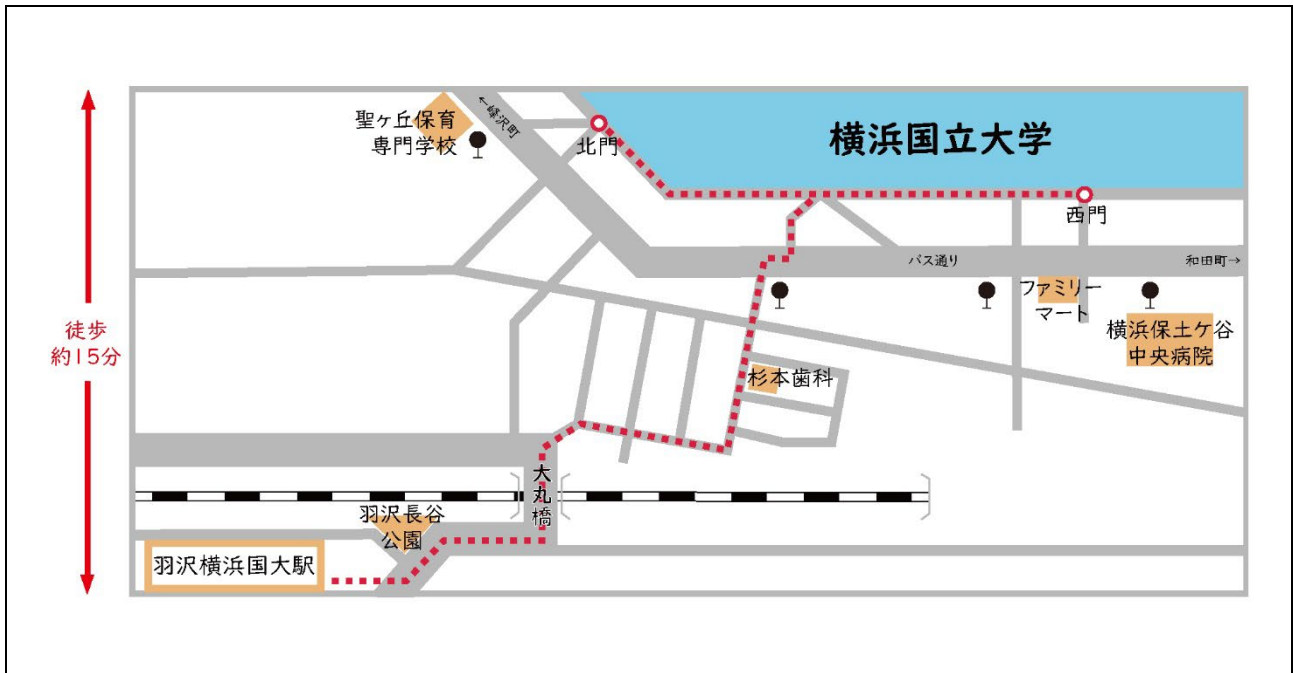 聖ヶ丘保育
専門学校
←峰沢町
北門
横浜国立大学
西門
バス通り
和田町→
ファミリー
マート
横浜保土ケ谷
中央病院
徒歩
約15分
杉本歯科
大丸橋
羽沢長谷
公園
羽沢横浜国大駅